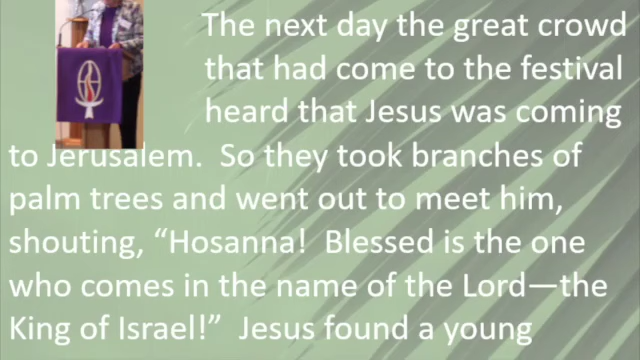 The next day the great crowd
that had come to the festival
heard that Jesus was coming
to Jerusalem.  So they took branches of
palm trees and went out to meet him,
shouting, “Hosanna!  Blessed is the one
who comes in the name of the Lord—the
King of Israel!”  Jesus found a young